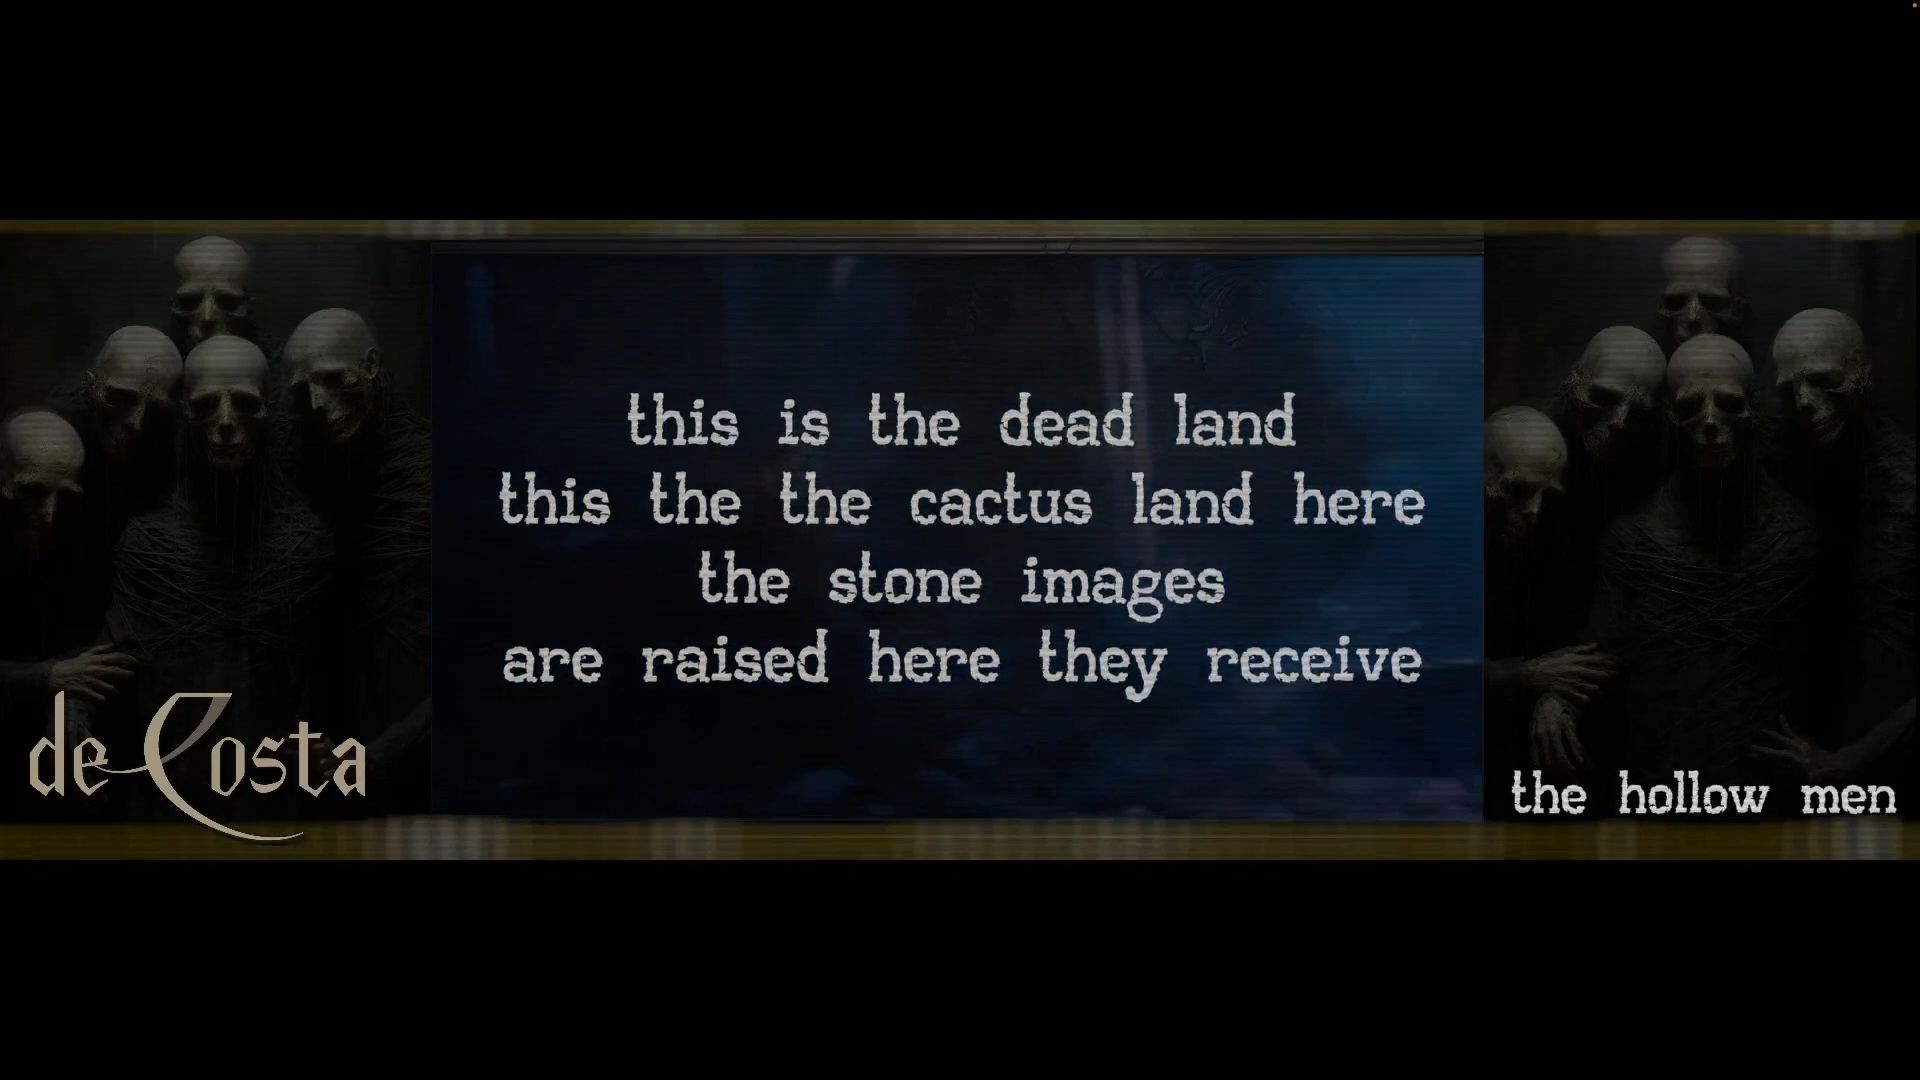 this is the dead land
this the the cactus land here
the stone images
are raised here they receive
de Costa
the hollow men